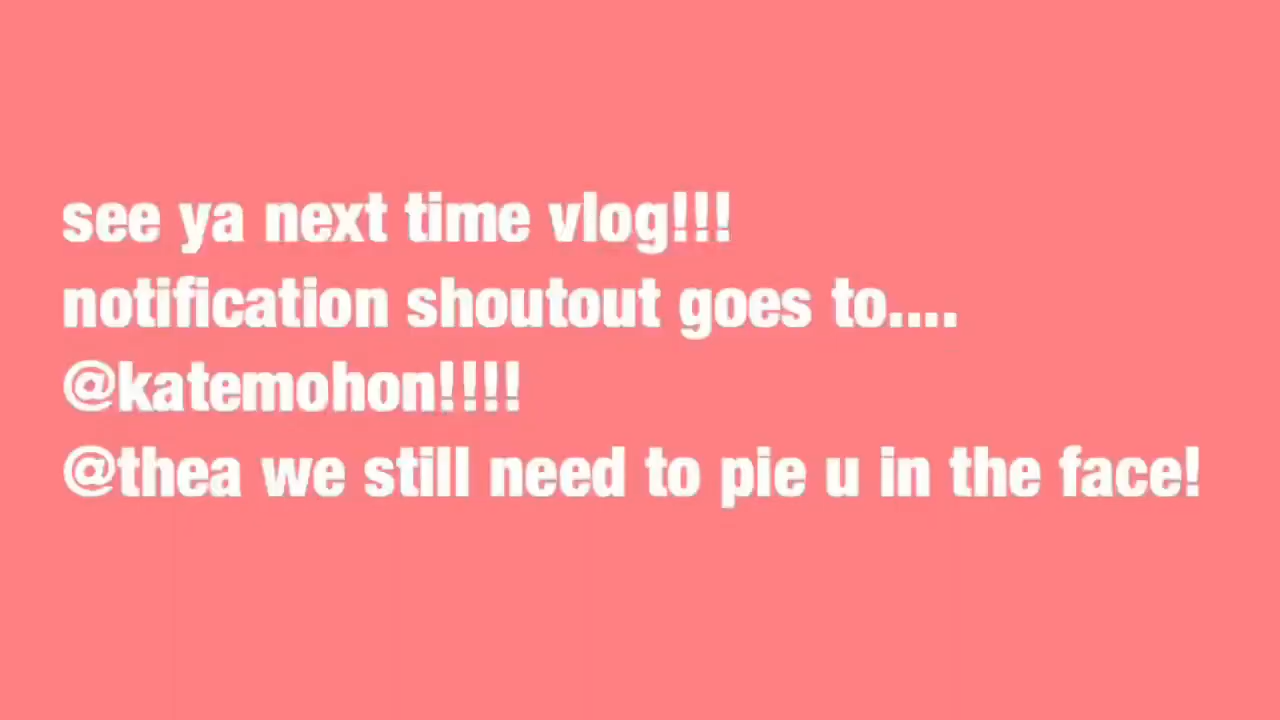 see ya next time vlog!!!
notification shoutout goes to....
@katemohon!!!!
@thea we still need to pie u in the face!